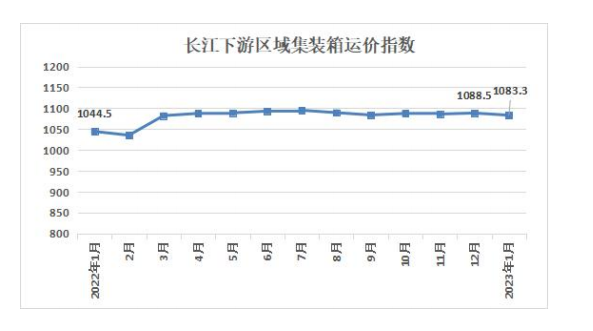 长江下游区域集装箱运价指数
1200
1150
1100
1050
1000
950
900
850
800
1044.5
1088.5
1083.3
2022年1月
2月
3月
4月
5月
6月
7月
8月
9月
10月
11月
12月
2023年1月